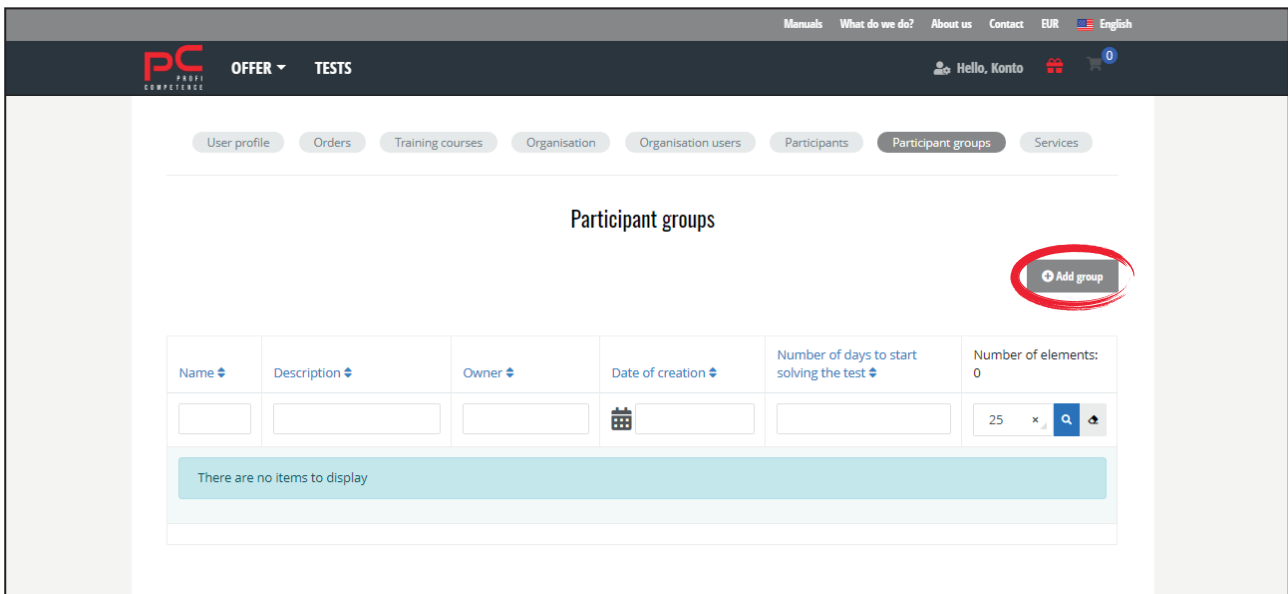 Manuals What do we do? About us Contact EUR English
PC
PROFI
COMPETENCE
OFFER TESTS Hello, Konto 0
User profile Orders Training courses Organisation Organisation users Participants Participant groups Services
Participant groups
Add group
Name Description Owner Date of creation Number of days to start solving the test Number of elements: 0
25 ×
There are no items to display